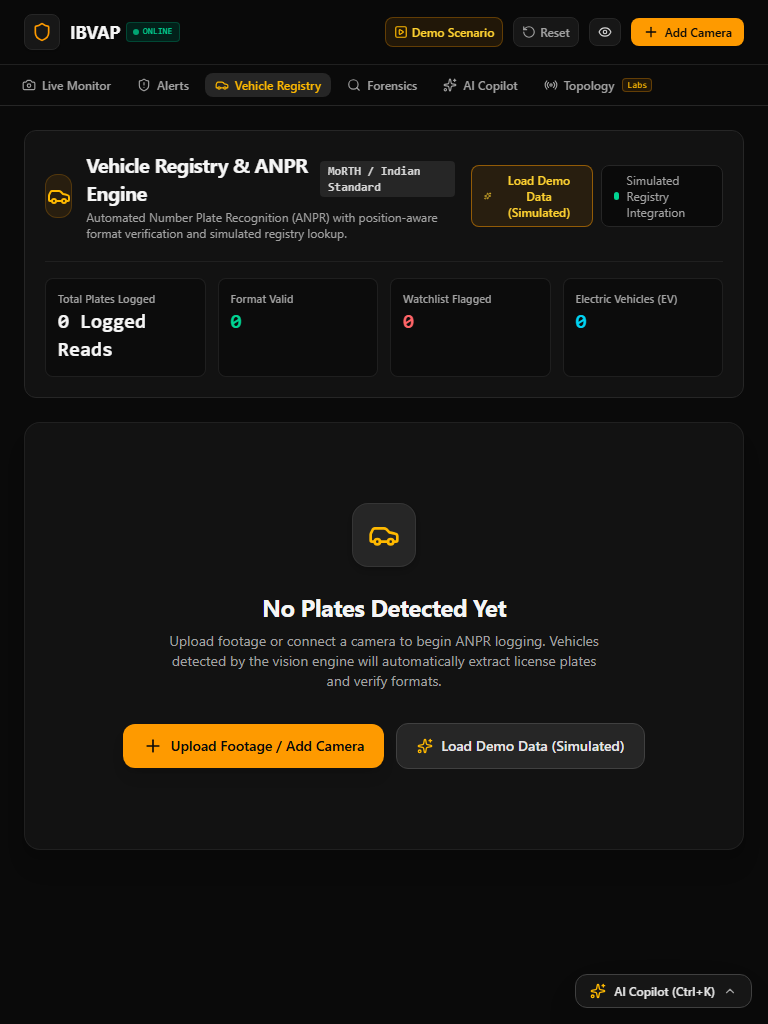 IBVAP ONLINE Demo Scenario Reset Add Camera
Live Monitor Alerts Vehicle Registry Forensics AI Copilot Topology Labs
Vehicle Registry & ANPR
Engine
MoRTH / Indian
Standard
Automated Number Plate Recognition (ANPR) with position-aware
format verification and simulated registry lookup.
Load Demo
Data
(Simulated)
Simulated
Registry
Integration
Total Plates Logged
0 Logged
Reads
Format Valid
0
Watchlist Flagged
0
Electric Vehicles (EV)
0
No Plates Detected Yet
Upload footage or connect a camera to begin ANPR logging. Vehicles
detected by the vision engine will automatically extract license plates
and verify formats.
Upload Footage / Add Camera
Load Demo Data (Simulated)
AI Copilot (Ctrl+K)